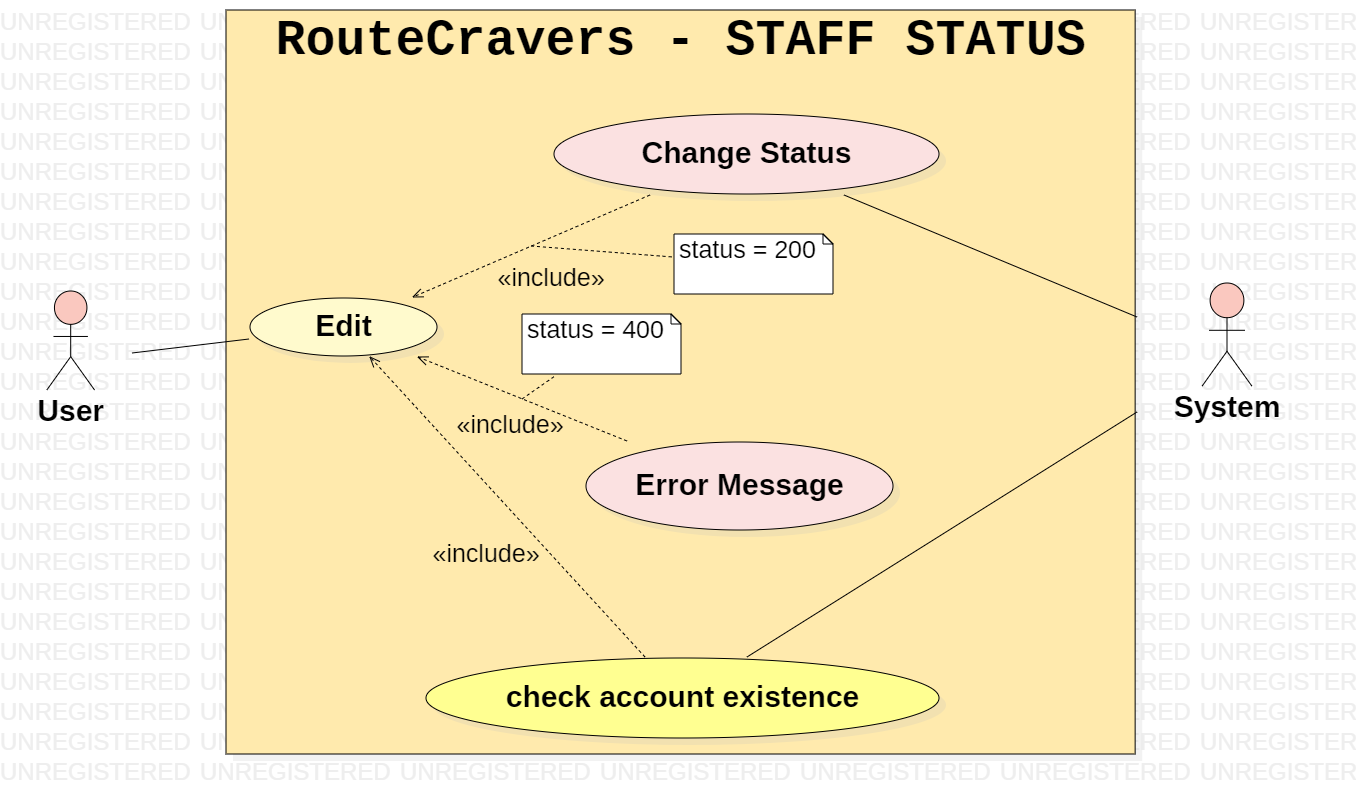 RouteCravers - STAFF STATUS
Change Status
status = 200
«include»
Edit
status = 400
User
System
«include»
Error Message
«include»
check account existence
UNREGISTERED UNREGISTERED UNREGISTERED UNREGISTERED UNREGISTERED UNREGISTERED UNREGISTER